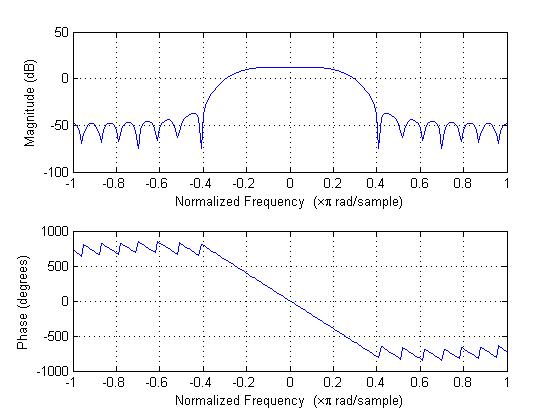 50
0
-50
-100
Magnitude (dB)
-1 -0.8 -0.6 -0.4 -0.2 0 0.2 0.4 0.6 0.8 1
Normalized Frequency (×π rad/sample)
1000
500
0
-500
-1000
Phase (degrees)
-1 -0.8 -0.6 -0.4 -0.2 0 0.2 0.4 0.6 0.8 1
Normalized Frequency (×π rad/sample)